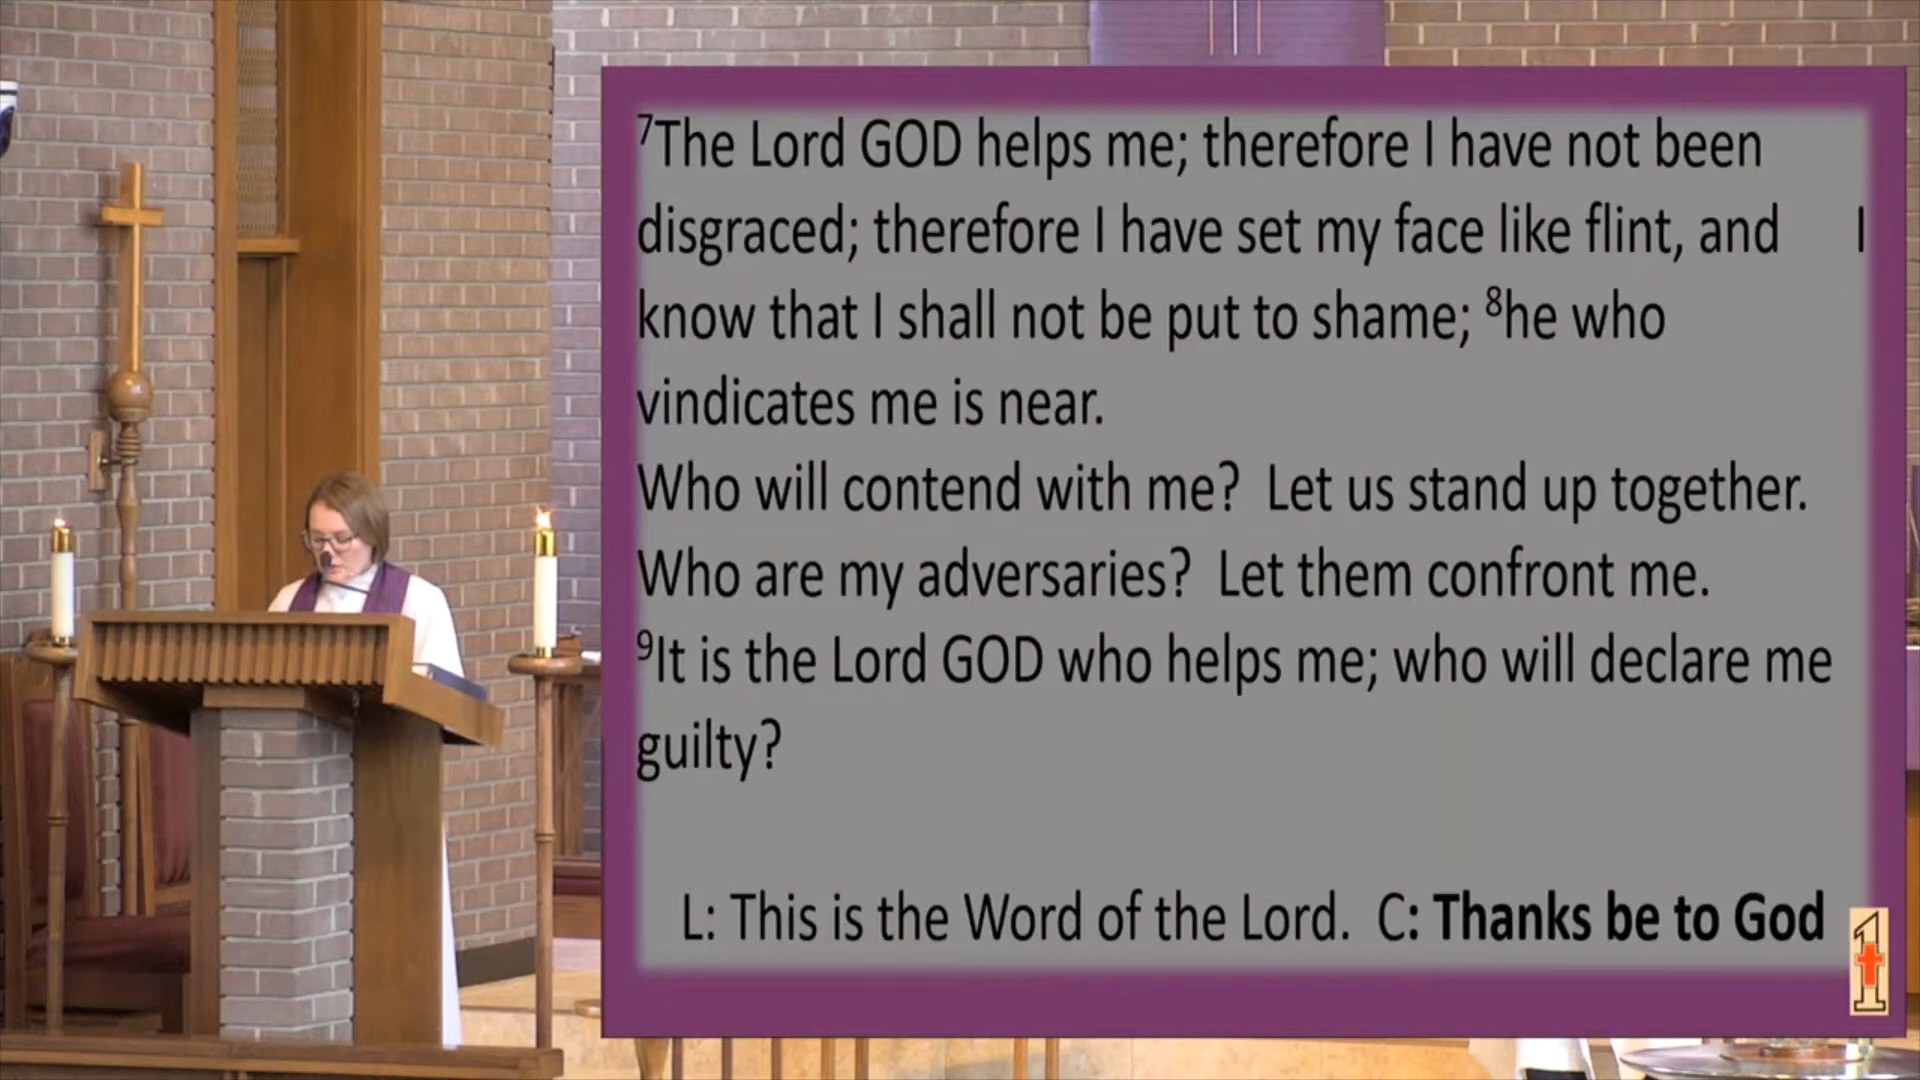 ⁷The Lord GOD helps me; therefore I have not been
disgraced; therefore I have set my face like flint, and I
know that I shall not be put to shame; ⁸he who
vindicates me is near.
Who will contend with me? Let us stand up together.
Who are my adversaries? Let them confront me.
⁹It is the Lord GOD who helps me; who will declare me
guilty?
L: This is the Word of the Lord. C: Thanks be to God
1